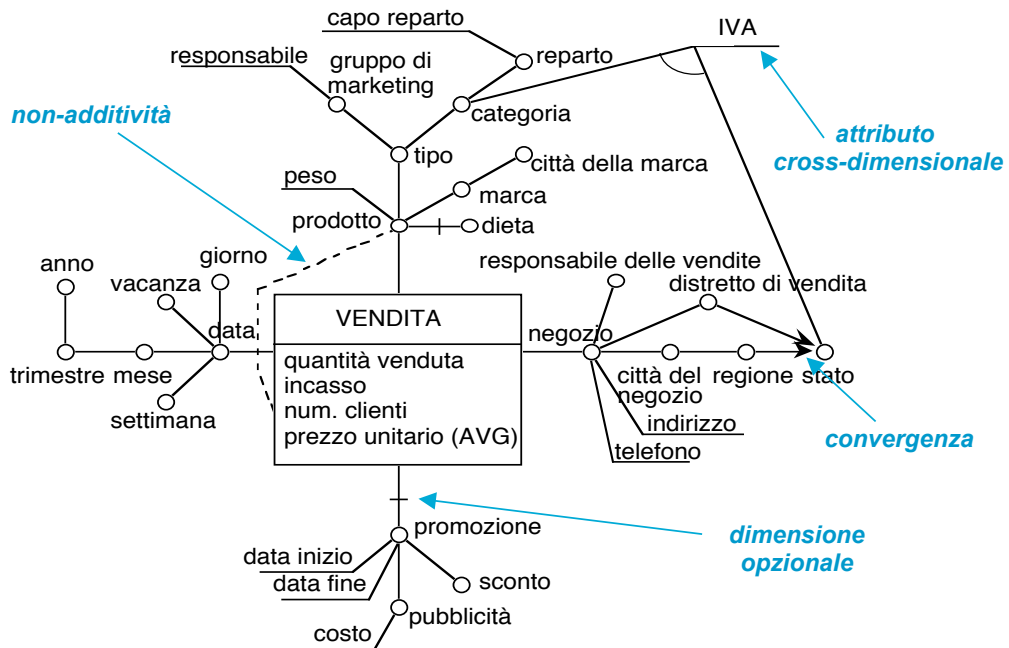 capo reparto
IVA
responsabile
gruppo di
marketing
reparto
non-additività
categoria
attributo
cross-dimensionale
tipo
città della marca
peso
marca
prodotto
dieta
giorno
anno
vacanza
responsabile delle vendite
distretto di vendita
data
VENDITA
negozio
quantità venduta
incasso
num. clienti
prezzo unitario (AVG)
trimestre mese
settimana
città del
negozio
regione stato
indirizzo
telefono
convergenza
promozione
dimensione
opzionale
data inizio
data fine
sconto
pubblicità
costo